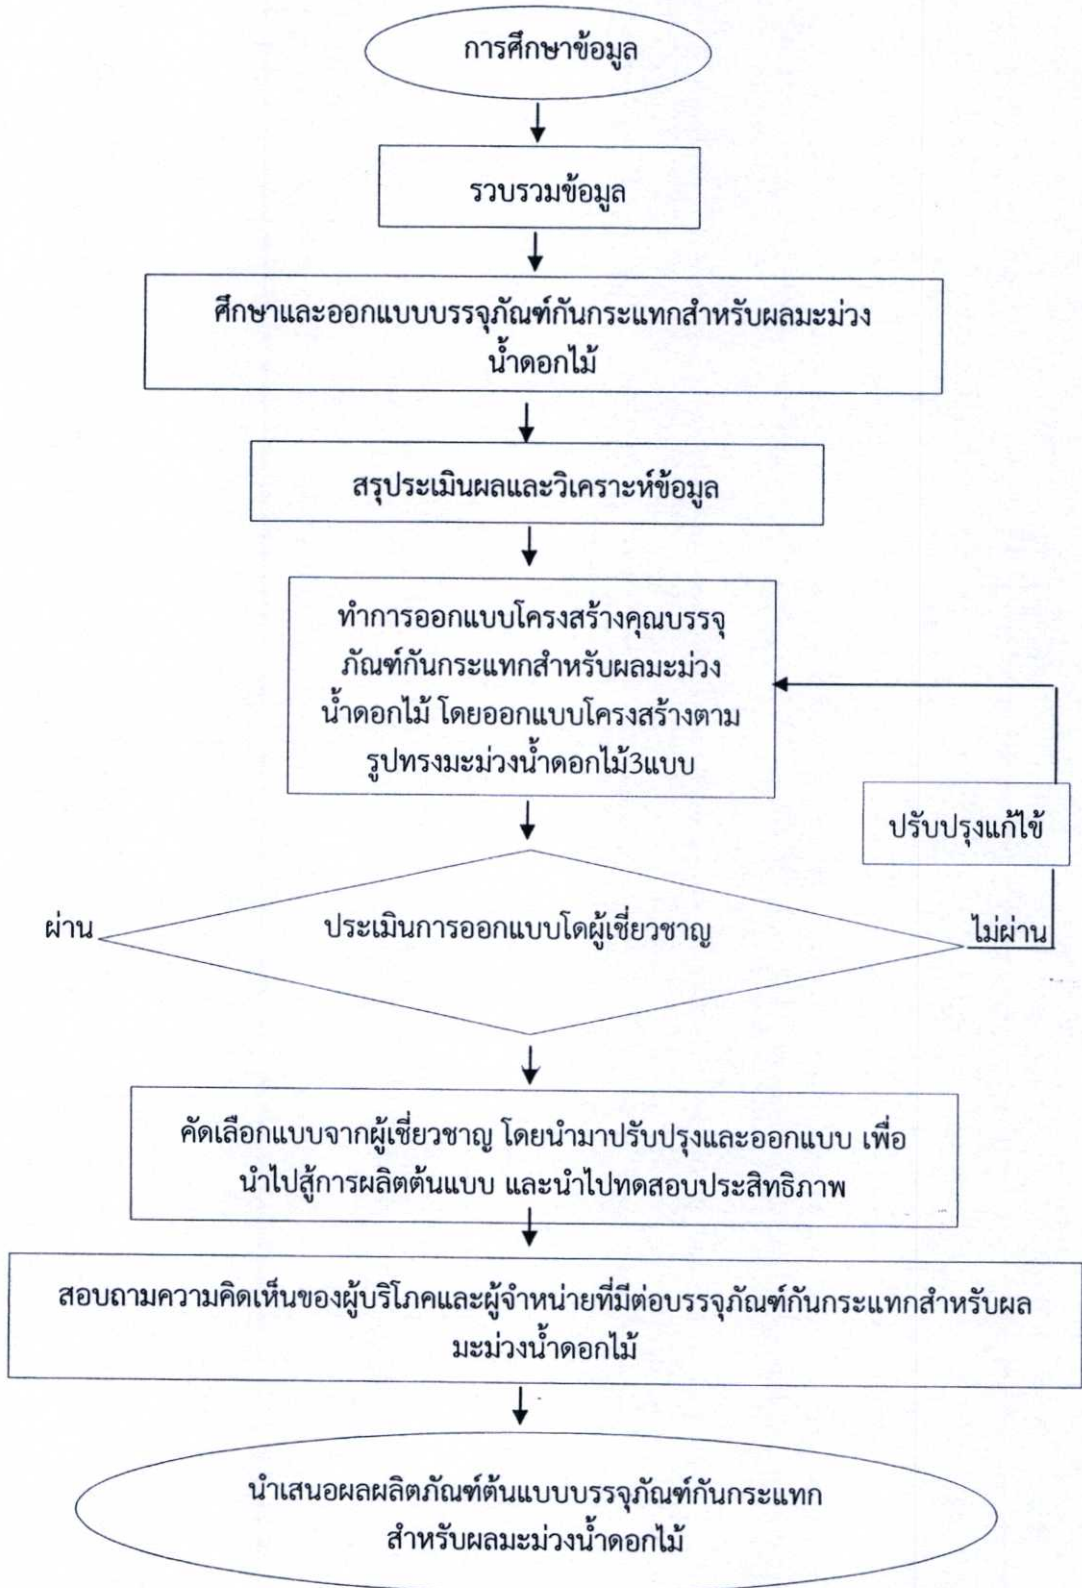 การศึกษาข้อมูล
รวบรวมข้อมูล
ศึกษาและออกแบบบรรจุภัณฑ์กันกระแทกสำหรับผลมะม่วง
น้ำดอกไม้
สรุประเมินผลและวิเคราะห์ข้อมูล
ทำการออกแบบโครงสร้างคุณบรรจุ
ภัณฑ์กันกระแทกสำหรับผลมะม่วง
น้ำดอกไม้ โดยออกแบบโครงสร้างตาม
รูปทรงมะม่วงน้ำดอกไม้3แบบ
ปรับปรุงแก้ไข้
ผ่าน
ประเมินการออกแบบโดผู้เชี่ยวชาญ
ไม่ผ่าน
คัดเลือกแบบจากผู้เชี่ยวชาญ โดยนำมาปรับปรุงและออกแบบ เพื่อ
นำไปสู้การผลิตต้นแบบ และนำไปทดสอบประสิทธิภาพ
สอบถามความคิดเห็นของผู้บริโภคและผู้จำหน่ายที่มีต่อบรรจุภัณฑ์กันกระแทกสำหรับผล
มะม่วงน้ำดอกไม้
นำเสนอผลผลิตภัณฑ์ต้นแบบบรรจุภัณฑ์กันกระแทก
สำหรับผลมะม่วงน้ำดอกไม้